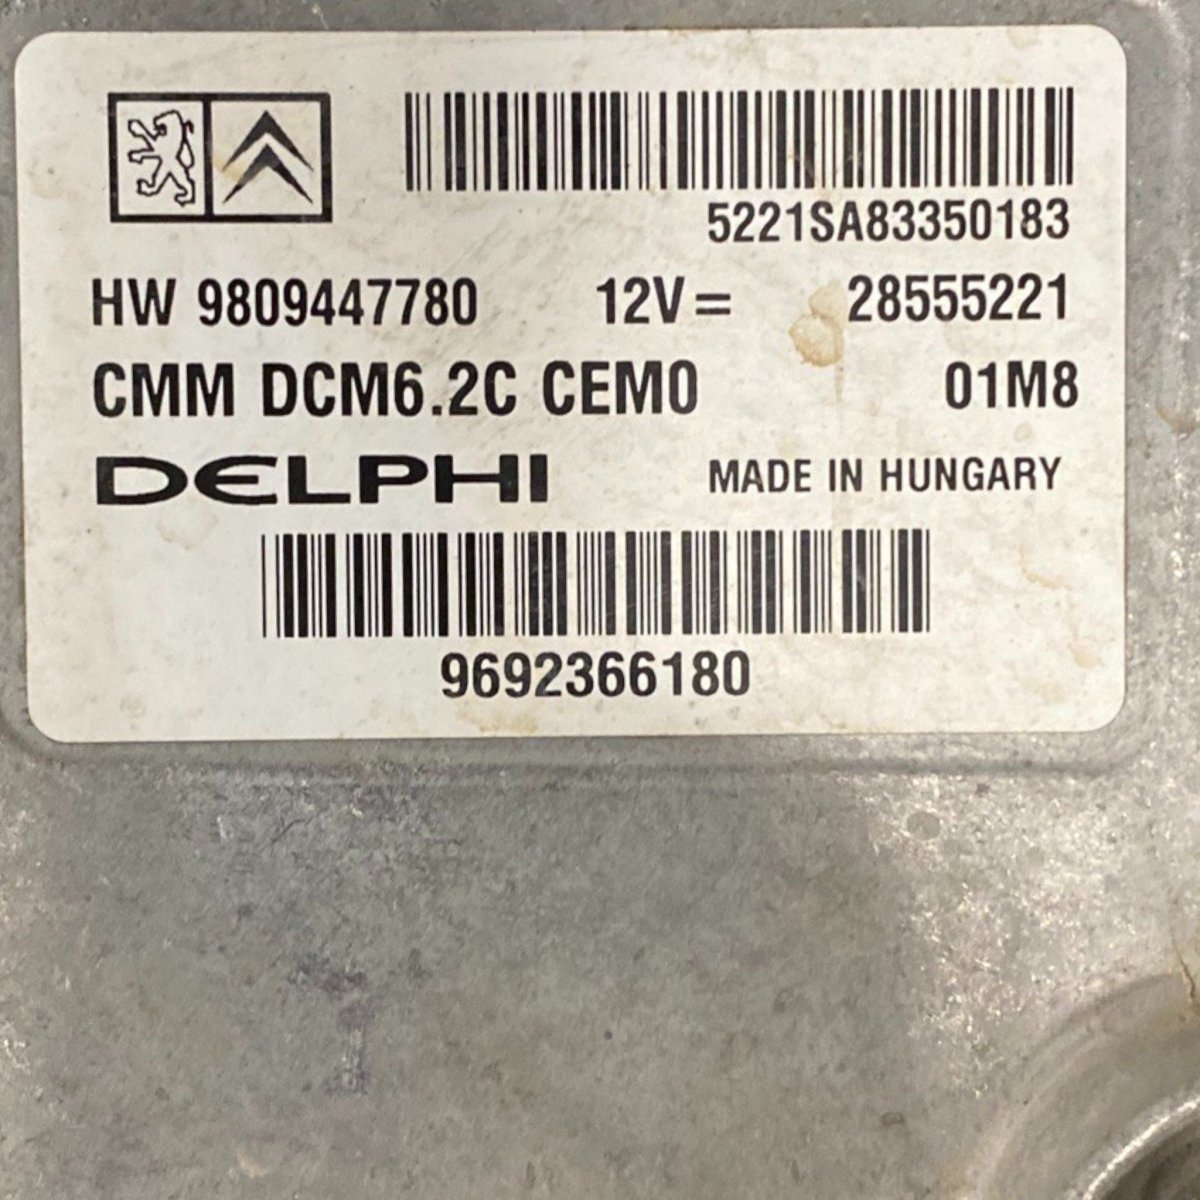 5221SA83350183
HW 9809447780 12V= 28555221
CMM DCM6.2C CEM0 01M8
DELPHI MADE IN HUNGARY
9692366180